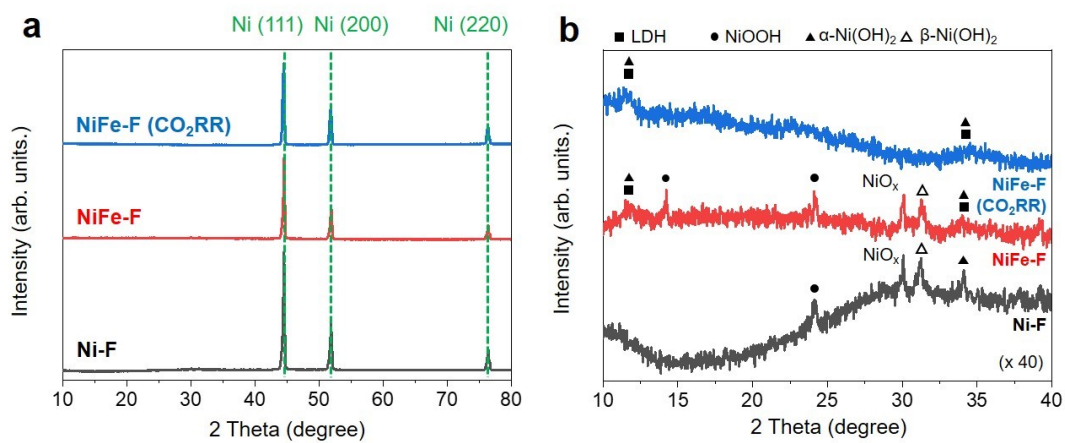 a
Ni (111) Ni (200) Ni (220)
NiFe-F (CO₂RR)
NiFe-F
Ni-F
Intensity (arb. units.)
10 20 30 40 50 60 70 80
2 Theta (degree)
b
■ LDH ● NiOOH ▲ α-Ni(OH)₂ △ β-Ni(OH)₂
NiFe-F
(CO₂RR)
NiOₓ
NiFe-F
NiOₓ
Ni-F
(x 40)
Intensity (arb. units.)
10 15 20 25 30 35 40
2 Theta (degree)